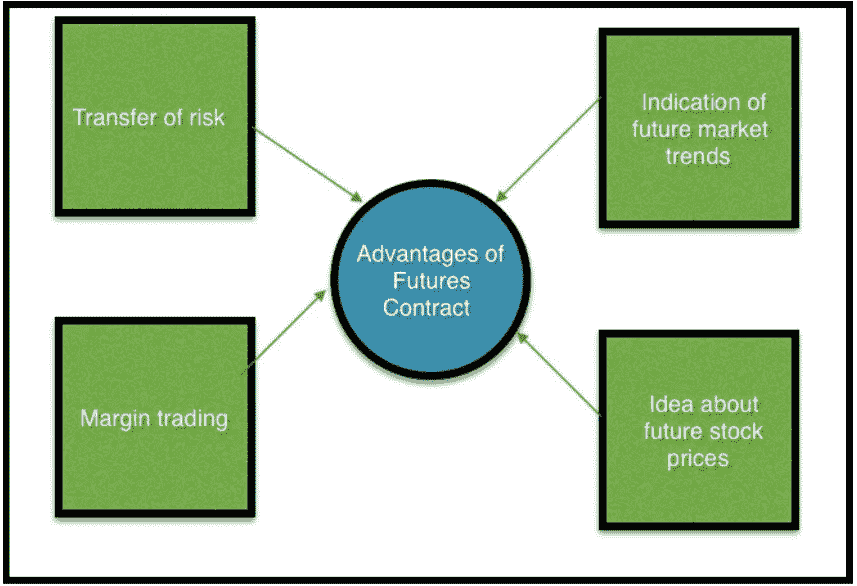 Transfer of risk
Indication of
future market
trends
Advantages of
Futures
Contract
Margin trading
Idea about
future stock
prices